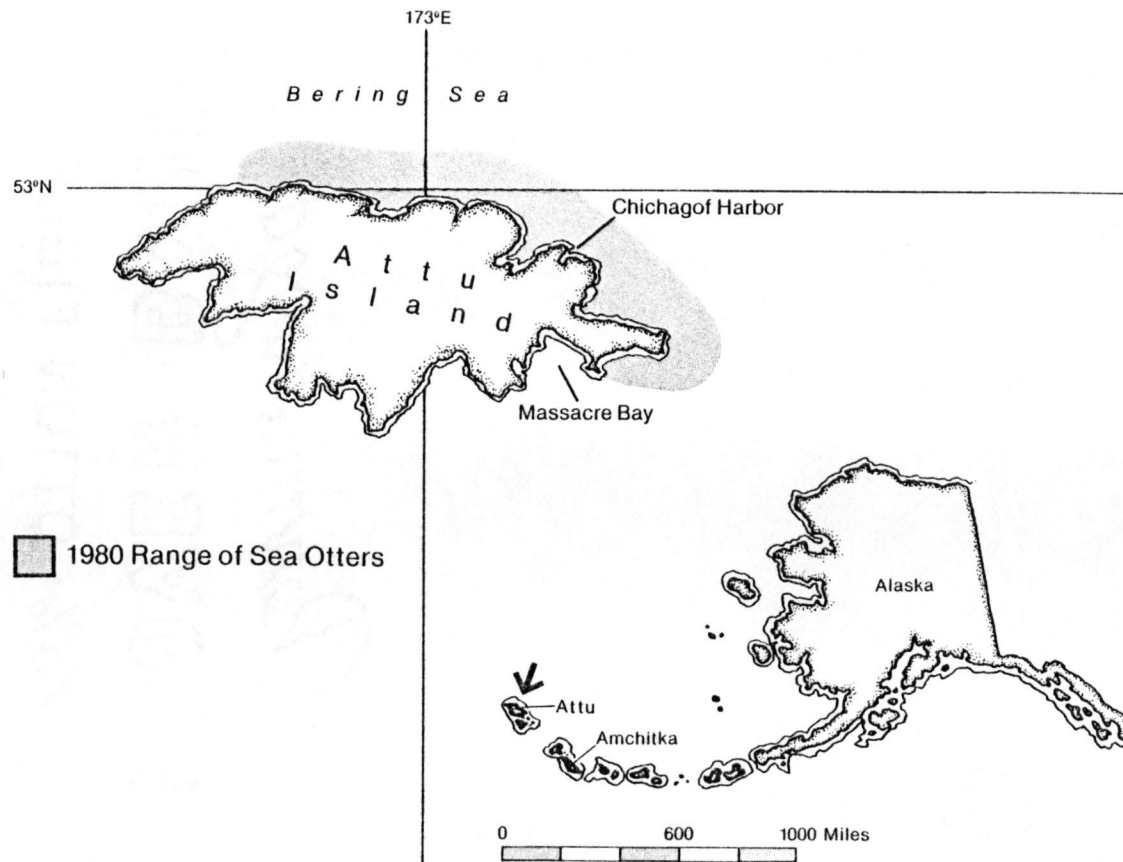 173°E
Bering Sea
53°N
Chichagof Harbor
Attu
Island
Massacre Bay
1980 Range of Sea Otters
Alaska
Attu
Amchitka
0 600 1000 Miles